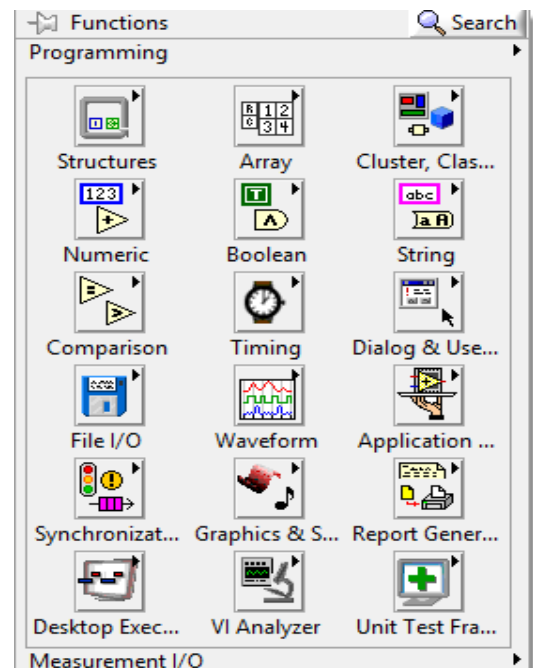 Functions Search
Programming
Structures Array Cluster, Clas...
Numeric Boolean String
Comparison Timing Dialog & Use...
File I/O Waveform Application ...
Synchronizat... Graphics & S... Report Gener...
Desktop Exec... VI Analyzer Unit Test Fra...
Measurement I/O